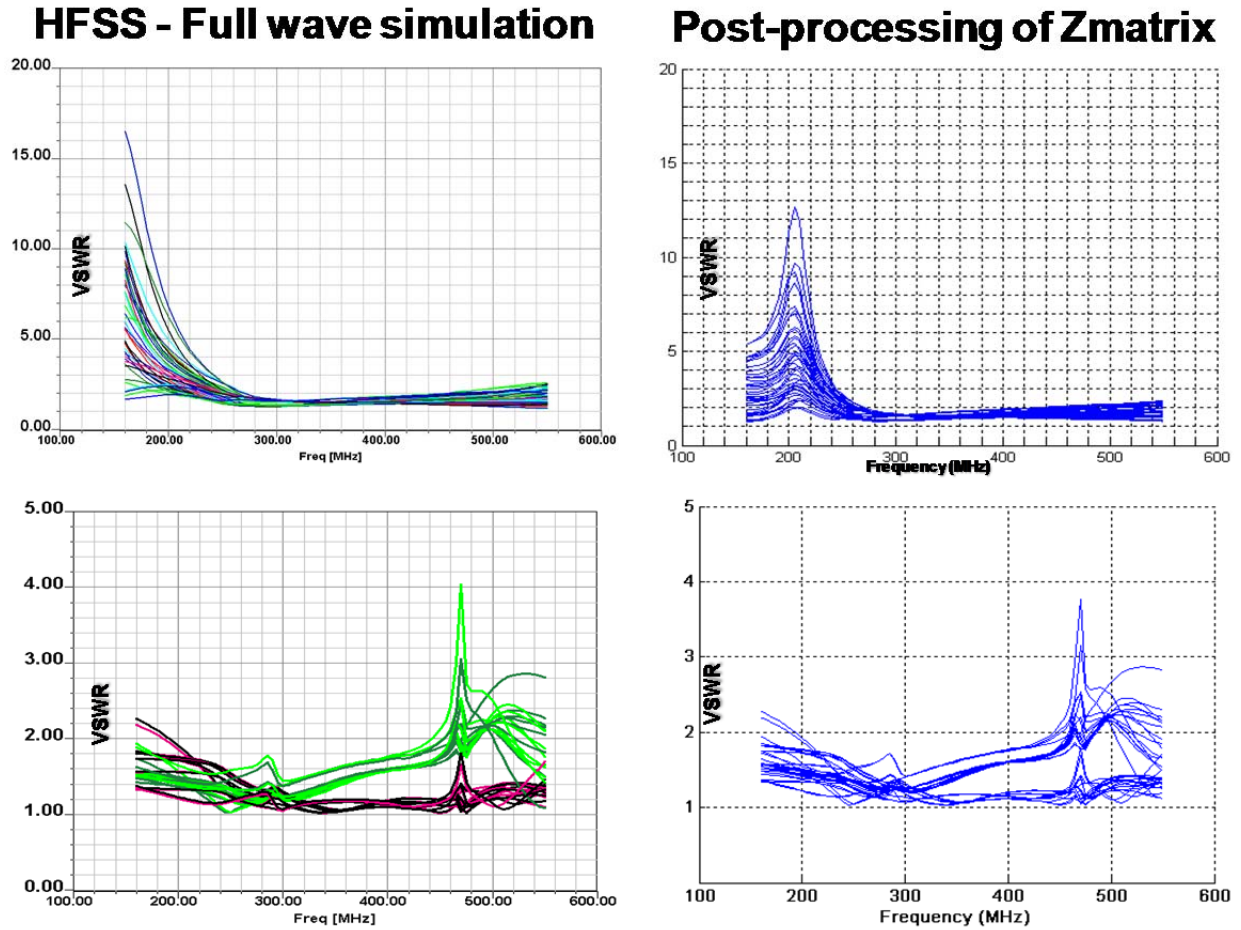 HFSS - Full wave simulation
Post-processing of Zmatrix
20.00
15.00
10.00
5.00
0.00
VSWR
100.00 200.00 300.00 400.00 500.00 600.00
Freq [MHz]
20
15
10
5
0
VSWR
100 200 300 400 500 600
Frequency (MHz)
5.00
4.00
3.00
2.00
1.00
0.00
VSWR
100.00 200.00 300.00 400.00 500.00 600.00
Freq [MHz]
5
4
3
2
1
VSWR
100 200 300 400 500 600
Frequency (MHz)